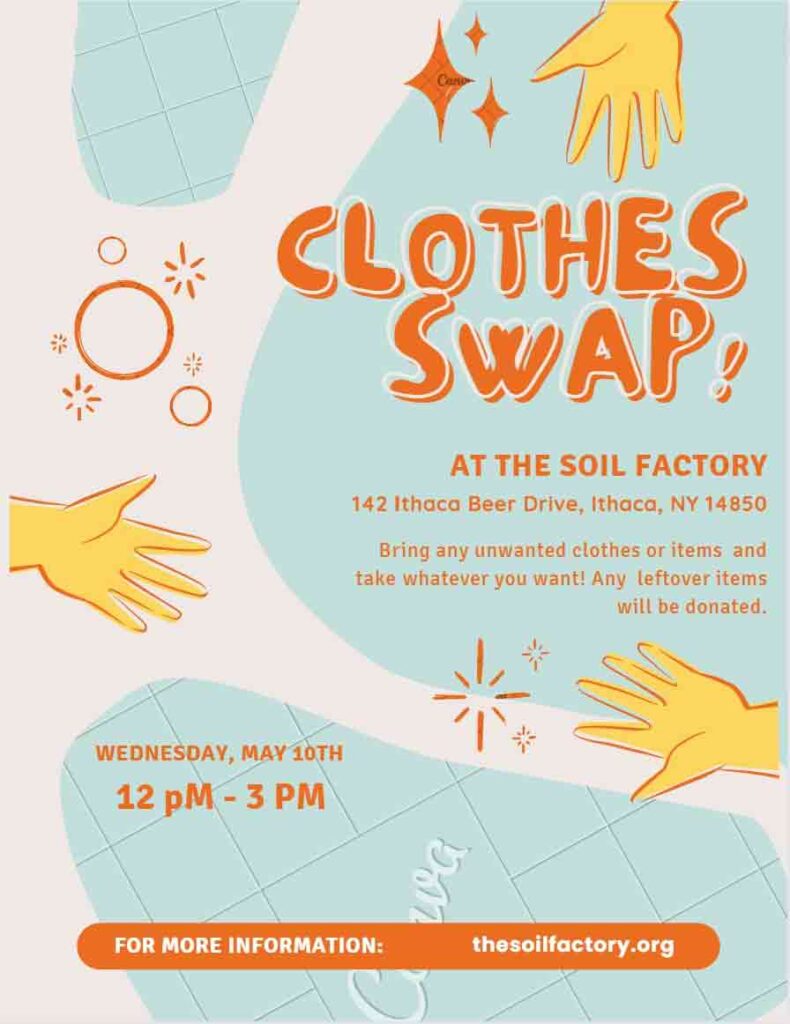 Canva
CLOTHES
SWAP!
AT THE SOIL FACTORY
142 Ithaca Beer Drive, Ithaca, NY 14850
Bring any unwanted clothes or items and
take whatever you want! Any leftover items
will be donated.
WEDNESDAY, MAY 10TH
12 pM - 3 PM
Canva
FOR MORE INFORMATION: thesoilfactory.org